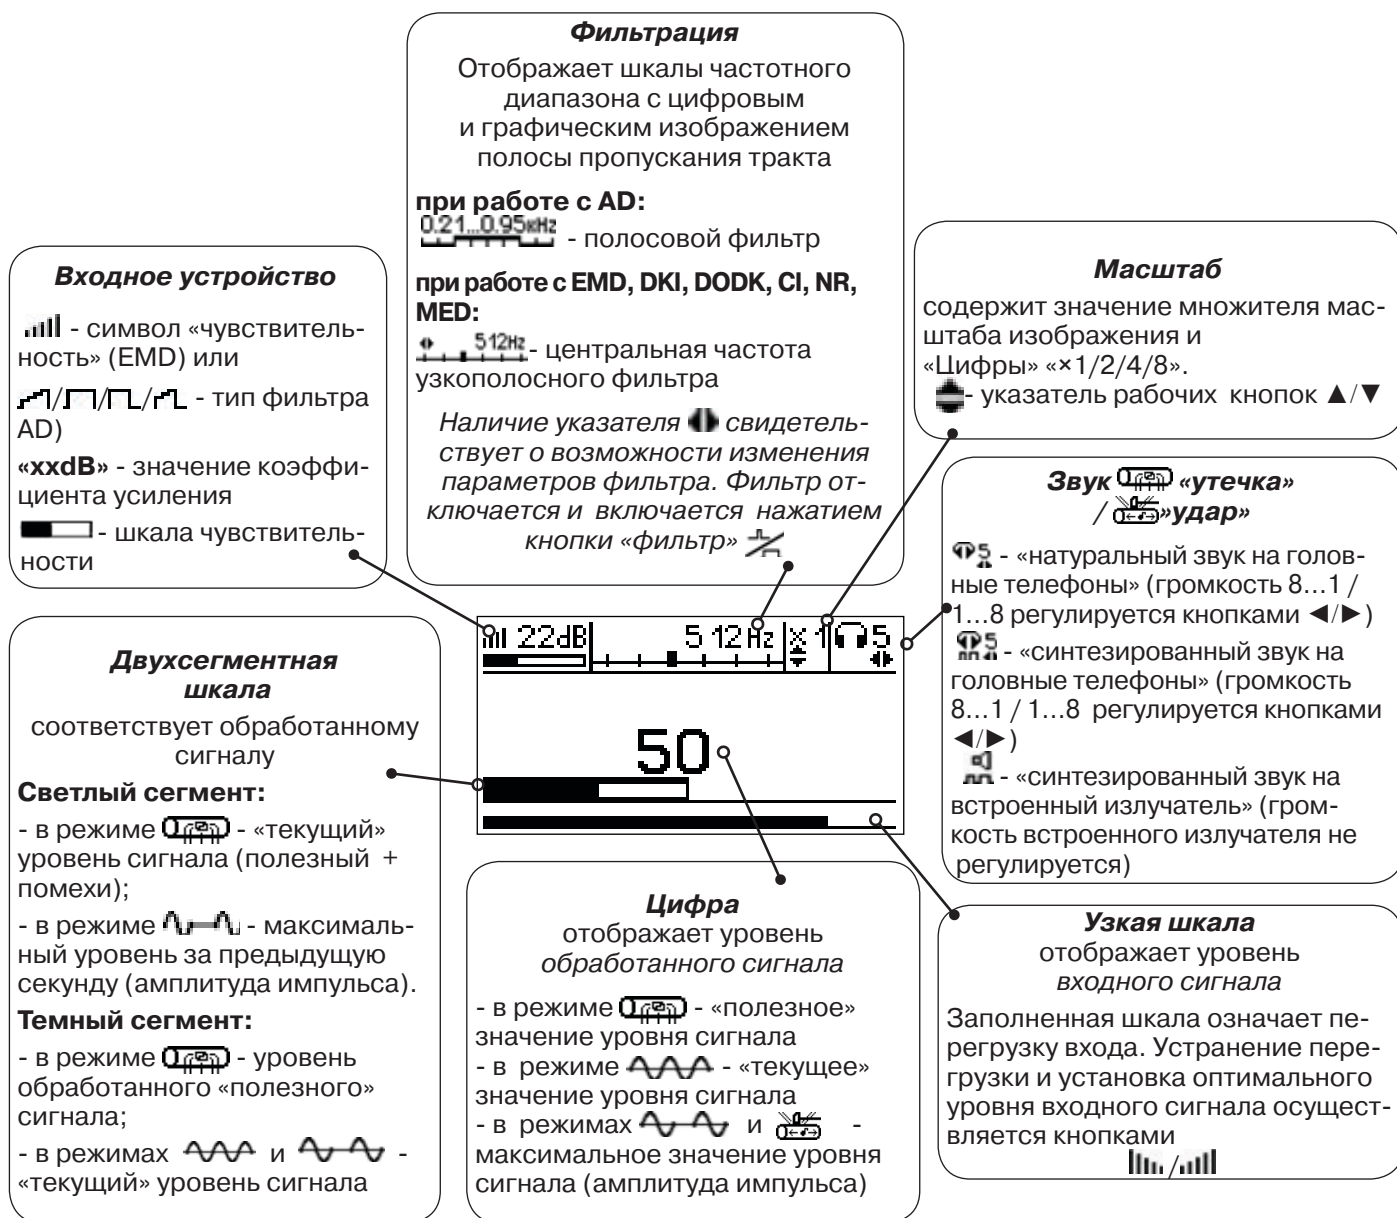 Фильтрация
Отображает шкалы частотного
диапазона с цифровым
и графическим изображением
полосы пропускания тракта
при работе с AD:
0.21...0.95кHz - полосовой фильтр
при работе с EMD, DKI, DODK, CI, NR,
MED:
512Hz - центральная частота
узкополосного фильтра
Наличие указателя свидетель-
ствует о возможности изменения
параметров фильтра. Фильтр от-
ключается и включается нажатием
кнопки «фильтр»
Входное устройство
- символ «чувствитель-
ность» (EMD) или
/ / / - тип фильтра
AD)
«xxdB» - значение коэффи-
циента усиления
- шкала чувствитель-
ности
Масштаб
содержит значение множителя мас-
штаба изображения и
«Цифры» «×1/2/4/8».
- указатель рабочих кнопок ▲/▼
Звук «утечка»
/ »удар»
5 - «натуральный звук на голов-
ные телефоны» (громкость 8...1 /
1...8 регулируется кнопками ◄/►)
5 - «синтезированный звук на
головные телефоны» (громкость
8...1 / 1...8 регулируется кнопками
◄/►)
- «синтезированный звук на
встроенный излучатель» (гром-
кость встроенного излучателя не
регулируется)
Двухсегментная
шкала
соответствует обработанному
сигналу
Светлый сегмент:
- в режиме - «текущий»
уровень сигнала (полезный +
помехи);
- в режиме - максималь-
ный уровень за предыдущую
секунду (амплитуда импульса).
Темный сегмент:
- в режиме - уровень
обработанного «полезного»
сигнала;
- в режимах и -
«текущий» уровень сигнала
22dB 512Hz × 1 5
50
Цифра
отображает уровень
обработанного сигнала
- в режиме - «полезное»
значение уровня сигнала
- в режиме - «текущее»
значение уровня сигнала
- в режимах и -
максимальное значение уровня
сигнала (амплитуда импульса)
Узкая шкала
отображает уровень
входного сигнала
Заполненная шкала означает пе-
регрузку входа. Устранение пере-
грузки и установка оптимального
уровня входного сигнала осущест-
вляется кнопками
/